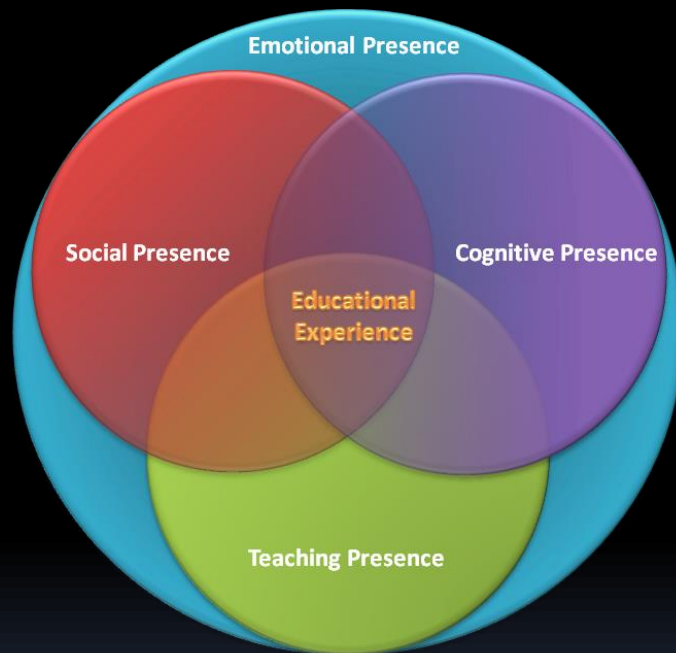 Emotional Presence
Social Presence
Cognitive Presence
Educational
Experience
Teaching Presence